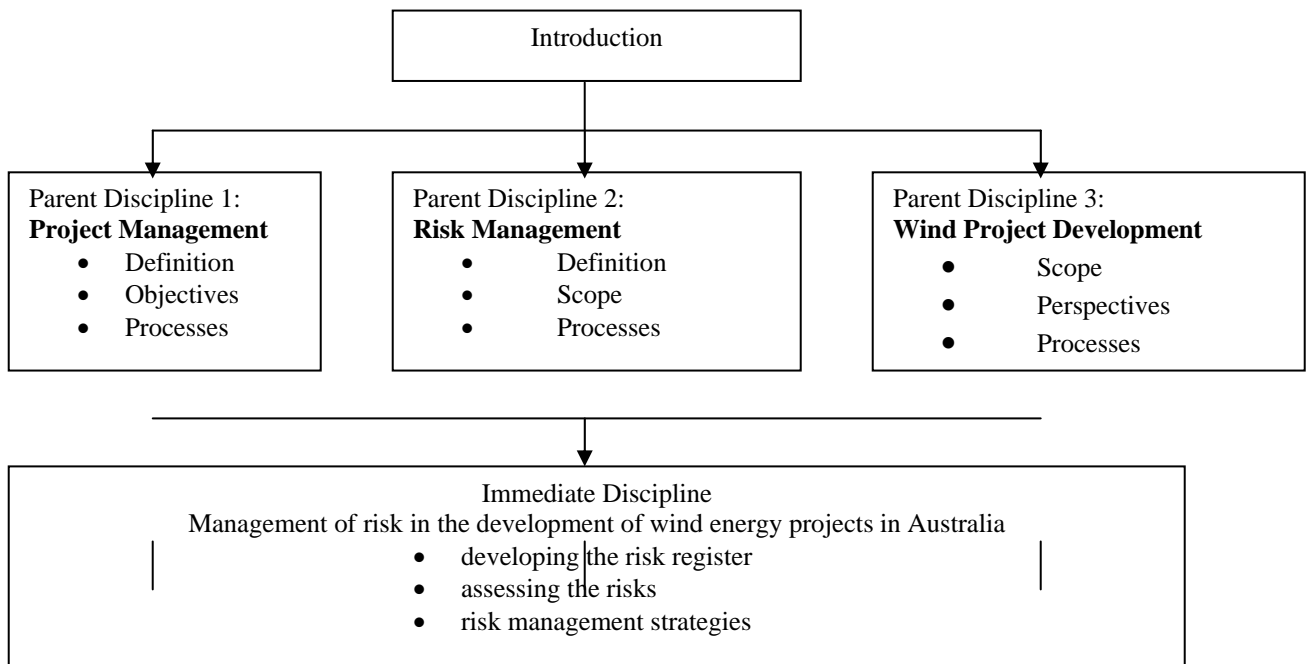 Introduction
Parent Discipline 1:
Project Management
• Definition
• Objectives
• Processes
Parent Discipline 2:
Risk Management
• Definition
• Scope
• Processes
Parent Discipline 3:
Wind Project Development
• Scope
• Perspectives
• Processes
Immediate Discipline
Management of risk in the development of wind energy projects in Australia
• developing the risk register
• assessing the risks
• risk management strategies